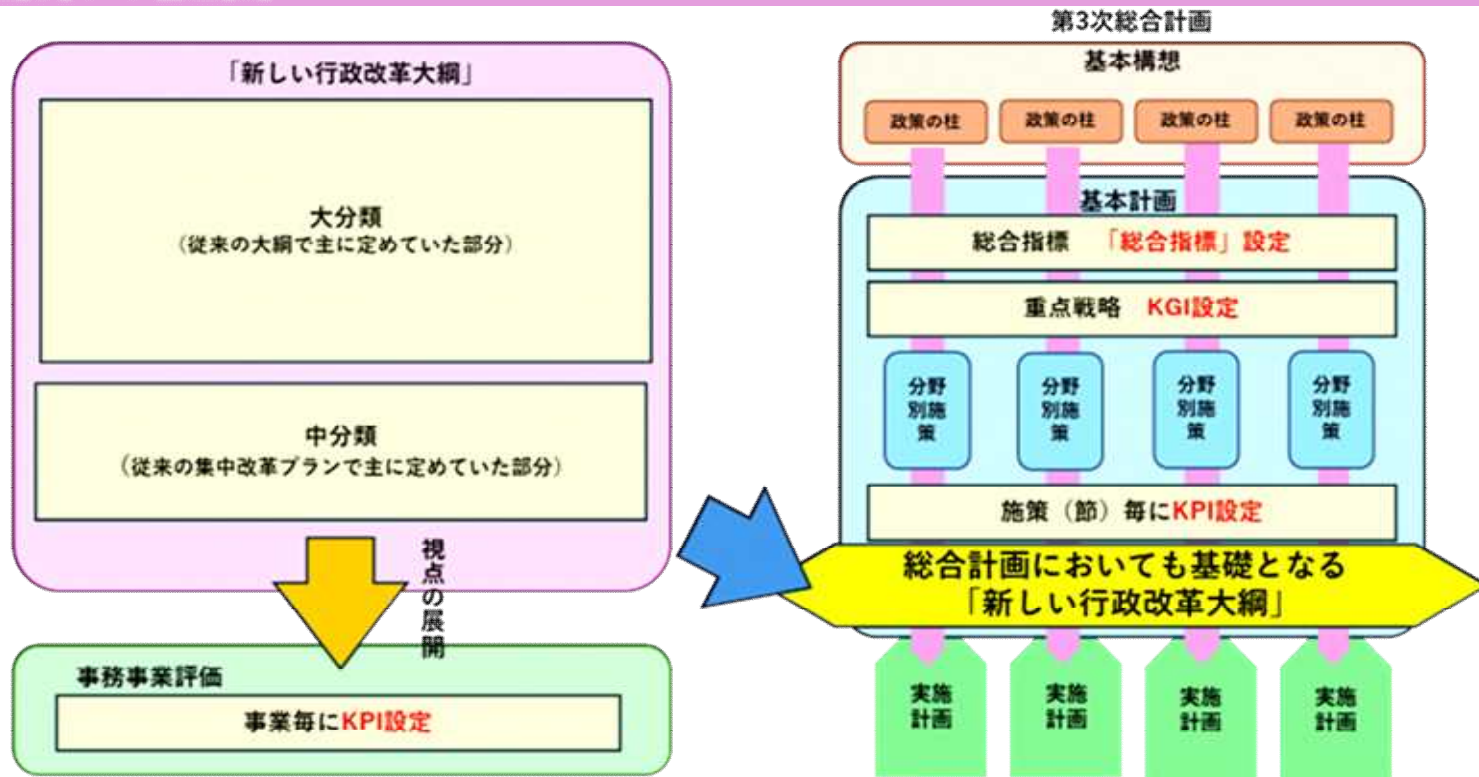 「新しい行政改革大綱」
大分類
（従来の大綱で主に定めていた部分）
中分類
（従来の集中改革プランで主に定めていた部分）
視点の展開
事務事業評価
事業毎にKPI設定
第3次総合計画
基本構想
政策の柱
政策の柱
政策の柱
政策の柱
基本計画
総合指標　「総合指標」設定
重点戦略　KGI設定
分野
別施
策
分野
別施
策
分野
別施
策
分野
別施
策
施策（節）毎にKPI設定
総合計画においても基礎となる
「新しい行政改革大綱」
実施
計画
実施
計画
実施
計画
実施
計画